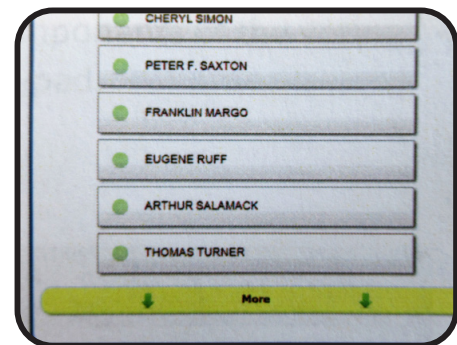 CHERYL SIMON
PETER F. SAXTON
FRANKLIN MARGO
EUGENE RUFF
ARTHUR SALAMACK
THOMAS TURNER
More